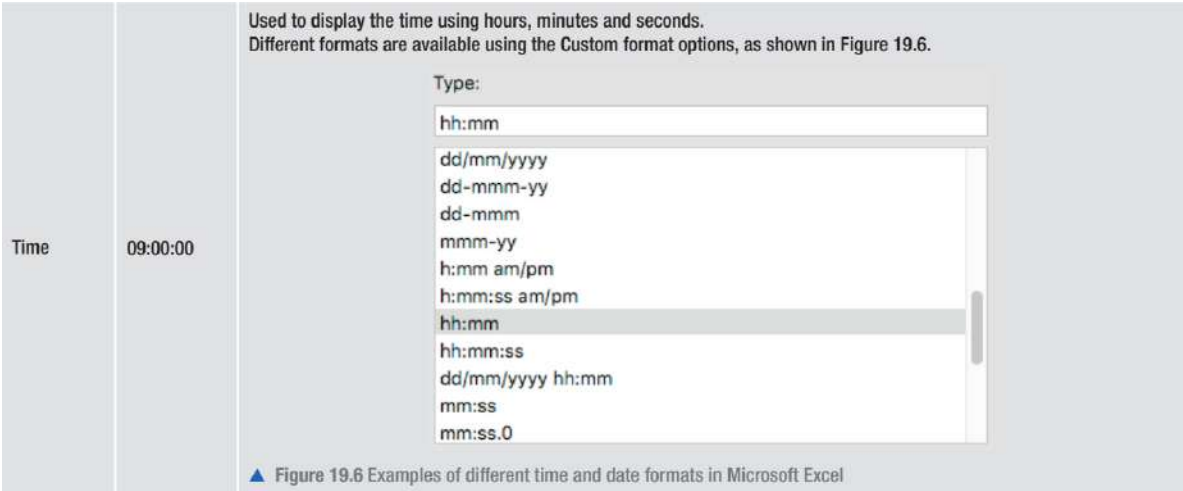 Time
09:00:00
Used to display the time using hours, minutes and seconds.
Different formats are available using the Custom format options, as shown in Figure 19.6.
Type:
hh:mm
dd/mm/yyyy
dd-mmm-yy
dd-mmm
mmm-yy
h:mm am/pm
h:mm:ss am/pm
hh:mm
hh:mm:ss
dd/mm/yyyy hh:mm
mm:ss
mm:ss.0
▲ Figure 19.6 Examples of different time and date formats in Microsoft Excel